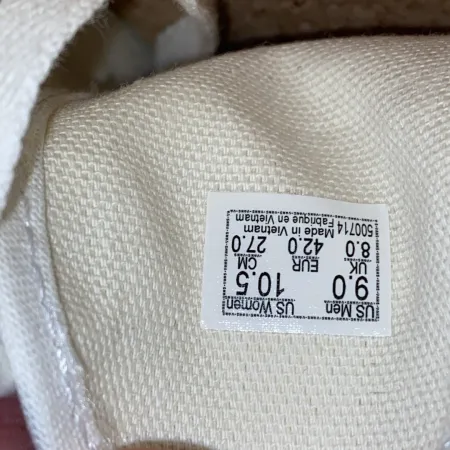 US Men US Women
9.0 10.5
UK EUR CM
8.0 42.0 27.0
500714 Made in Vietnam
Fabrique en Vietnam